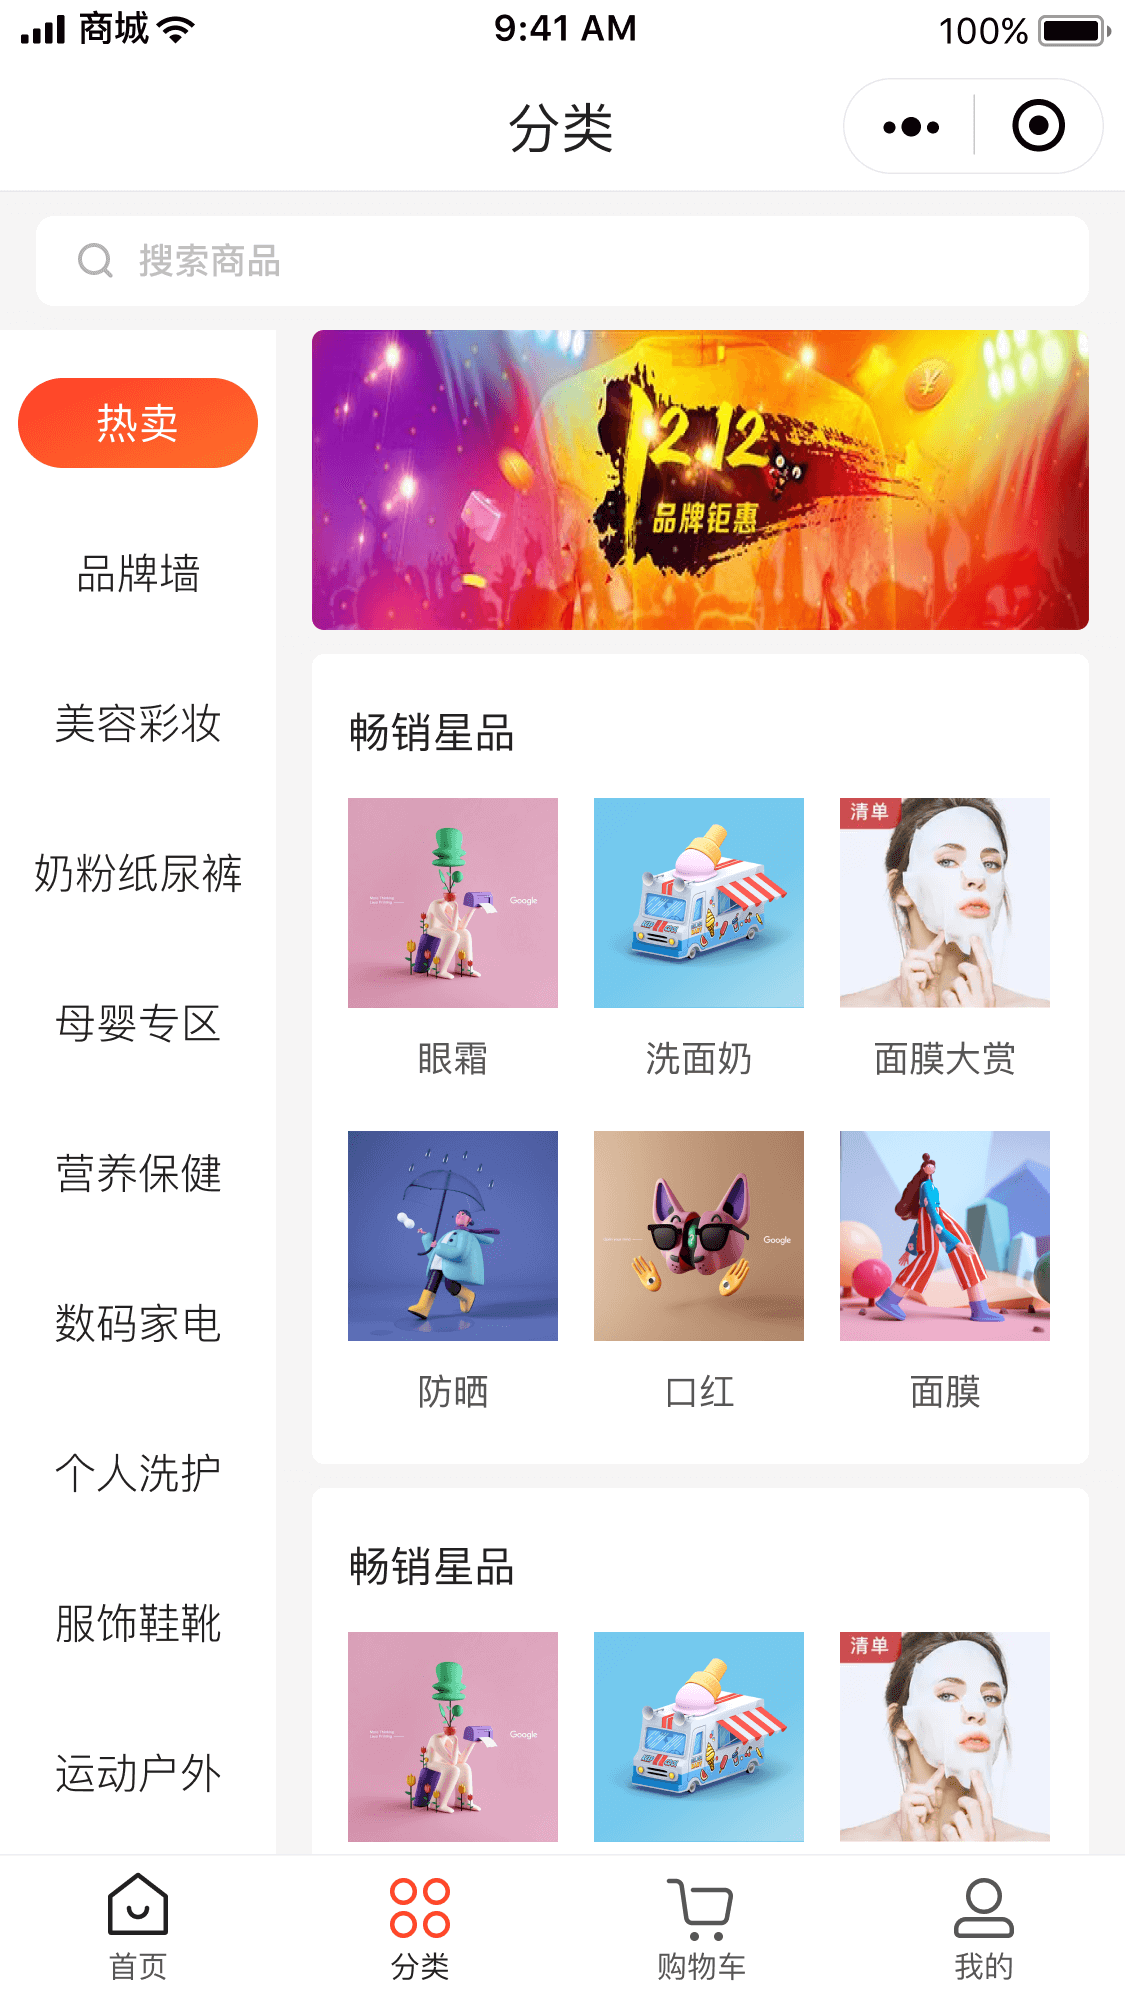 商城
9:41 AM
100%
分类
搜索商品
热卖
品牌墙
美容彩妆
奶粉纸尿裤
母婴专区
营养保健
数码家电
个人洗护
服饰鞋靴
运动户外
12.12
品牌钜惠
畅销星品
Google
清单
眼霜
洗面奶
面膜大赏
Google
防晒
口红
面膜
畅销星品
Google
清单
首页
分类
购物车
我的